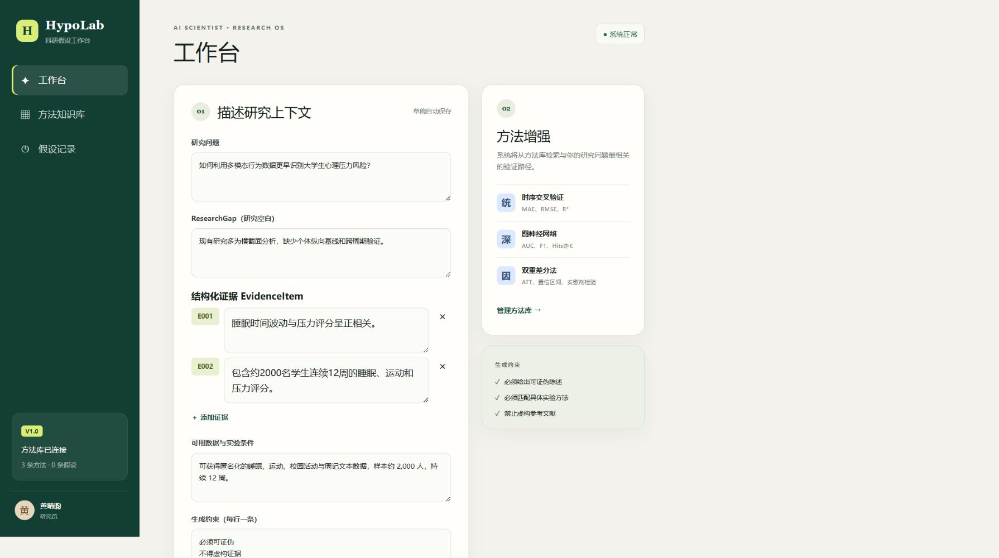 H
HypoLab
科研假设工作台
工作台
方法知识库
假设记录
V1.0
方法库已连接
3 条方法 · 0 条假设
黄
黄晴昀
研究员
AI SCIENTIST • RESEARCH OS
工作台
● 系统正常
01
描述研究上下文
草稿自动保存
研究问题
如何利用多模态行为数据更早识别大学生心理压力风险？
ResearchGap（研究空白）
现有研究多为横截面分析，缺少个体纵向基线和跨周期验证。
结构化证据 EvidenceItem
E001
睡眠时间波动与压力评分呈正相关。
×
E002
包含约2000名学生连续12周的睡眠、运动和
压力评分。
×
+ 添加证据
可用数据与实验条件
可获得匿名化的睡眠、运动、校园活动与周记文本数据，样本约 2,000 人，持
续 12 周。
生成约束（每行一条）
必须可证伪
不得虚构证据
02
方法增强
系统将从方法库检索与你的研究问题最相关
的验证路径。
统
时序交叉验证
MAE、RMSE、R²
深
图神经网络
AUC、F1、Hits@K
因
双重差分法
ATT、置信区间、安慰剂检验
管理方法库 →
生成约束
✓ 必须给出可证伪陈述
✓ 必须匹配具体实验方法
✓ 禁止虚构参考文献